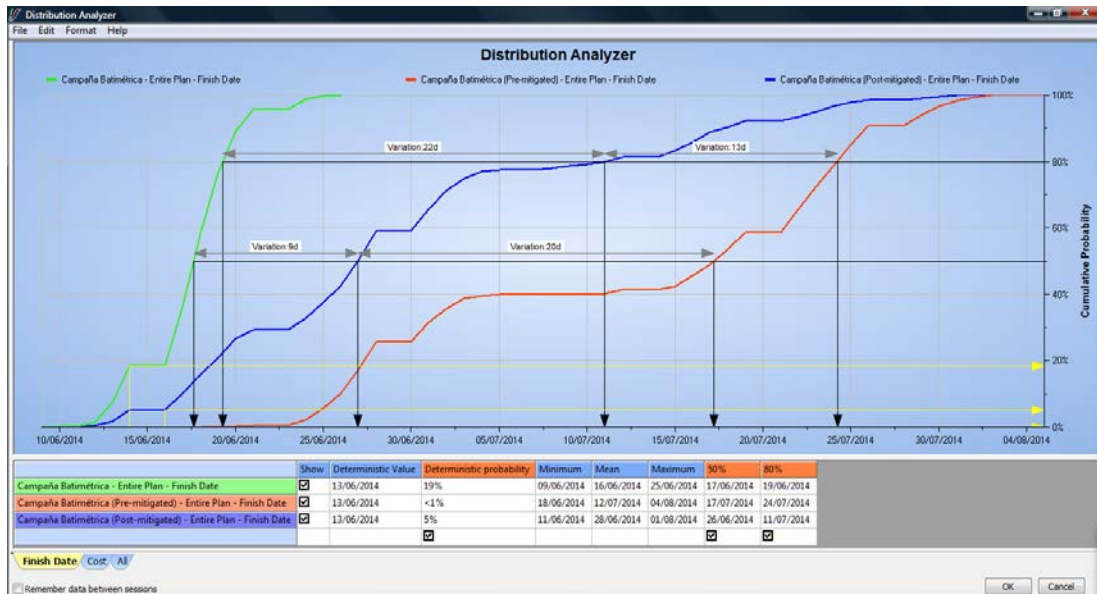 Distribution Analyzer
File Edit Format Help
Distribution Analyzer
Campaña Batimétrica - Entire Plan - Finish Date Campaña Batimétrica (Pre-mitigated) - Entire Plan - Finish Date Campaña Batimétrica (Post-mitigated) - Entire Plan - Finish Date
100%
Variation:22d Variation:13d
80%
60%
Variation:9d Variation:20d
40%
20%
0%
Cumulative Probability
10/06/2014 15/06/2014 20/06/2014 25/06/2014 30/06/2014 05/07/2014 10/07/2014 15/07/2014 20/07/2014 25/07/2014 30/07/2014 04/08/2014
Show Deterministic Value Deterministic probability Minimum Mean Maximum 50% 80%
Campaña Batimétrica - Entire Plan - Finish Date 13/06/2014 19% 09/06/2014 16/06/2014 25/06/2014 17/06/2014 19/06/2014
Campaña Batimétrica (Pre-mitigated) - Entire Plan - Finish Date 13/06/2014 <1% 18/06/2014 12/07/2014 04/08/2014 17/07/2014 24/07/2014
Campaña Batimétrica (Post-mitigated) - Entire Plan - Finish Date 13/06/2014 5% 11/06/2014 28/06/2014 01/08/2014 26/06/2014 11/07/2014
Finish Date Cost All
Remember data between sessions OK Cancel